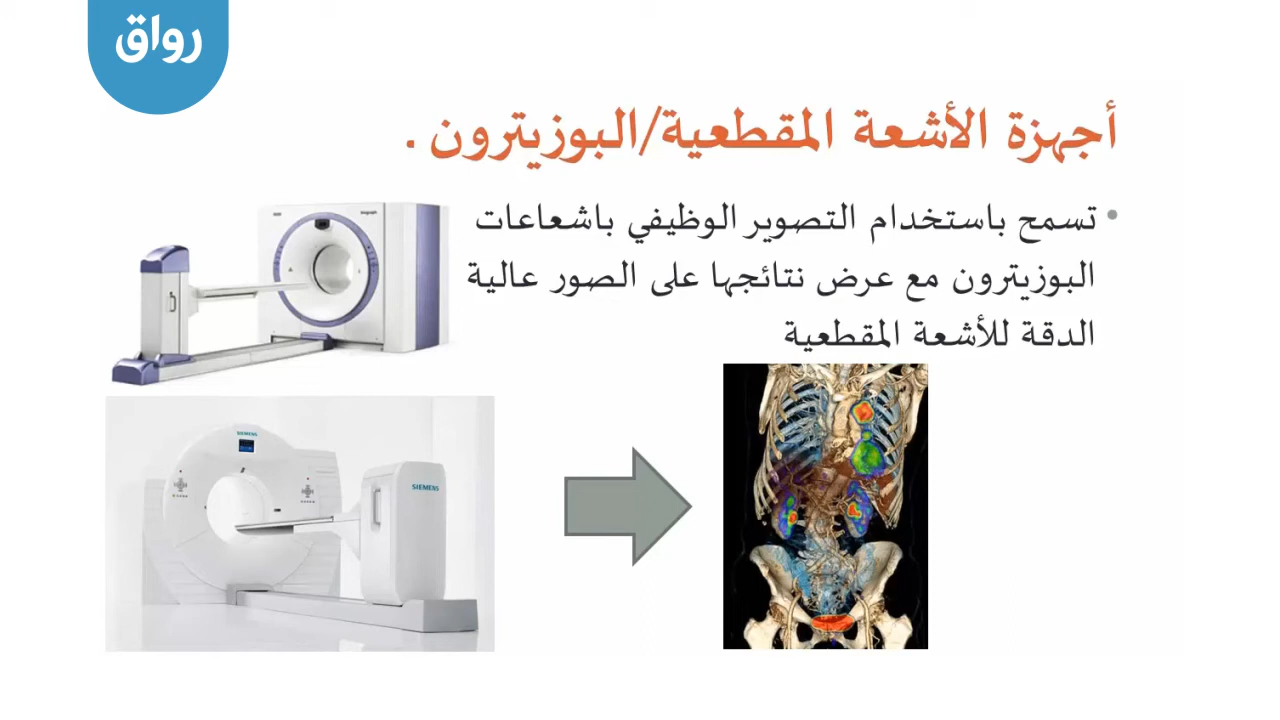 رواق
أجهزة الأشعة المقطعية/البوزيترون .
• تسمح باستخدام التصوير الوظيفي باشعاعات
البوزيترون مع عرض نتائجها على الصور عالية
الدقة للأشعة المقطعية
SIEMENS
SIEMENS